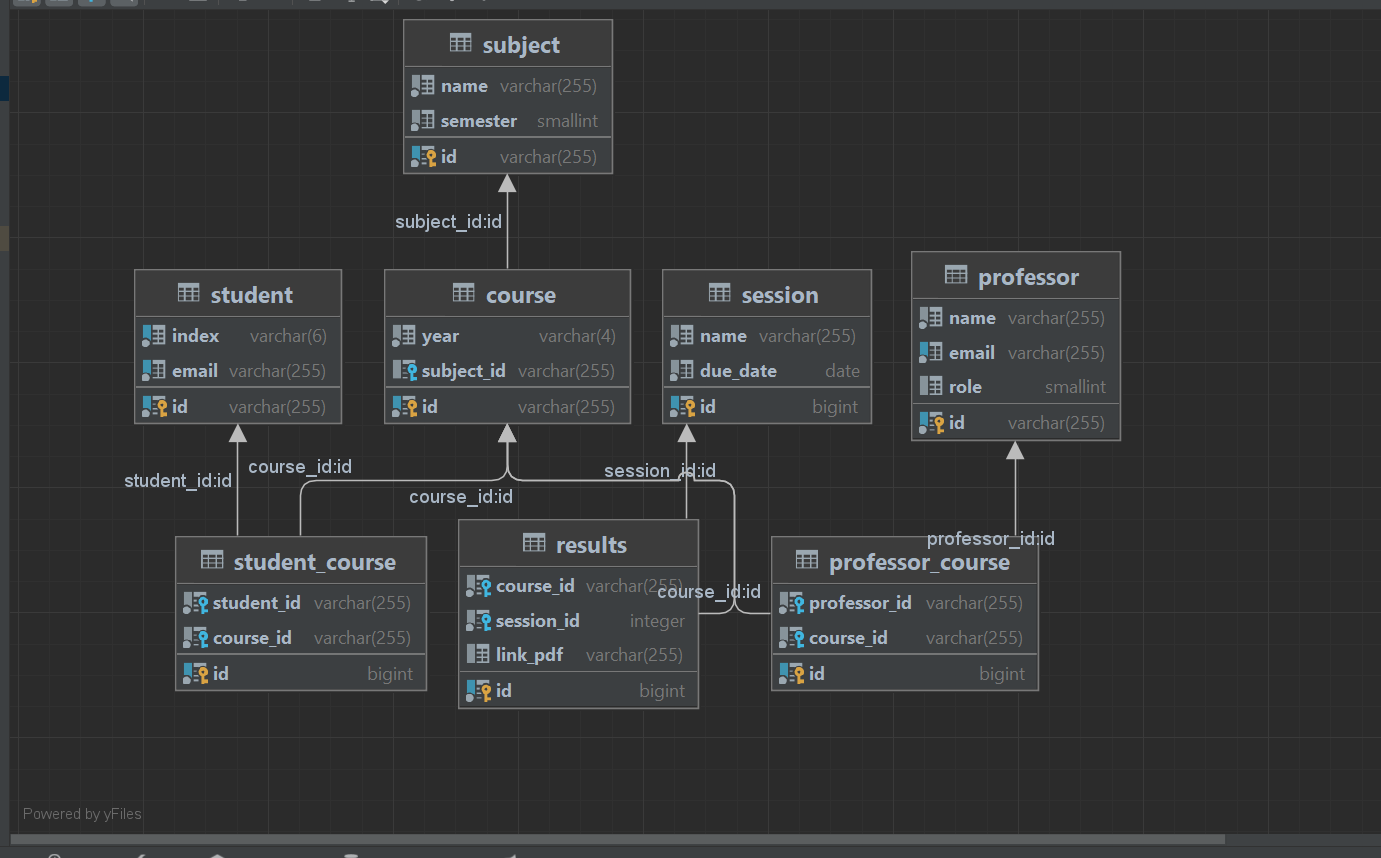 subject
name varchar(255)
semester smallint
id varchar(255)
subject_id:id
student
index varchar(6)
email varchar(255)
id varchar(255)
course
year varchar(4)
subject_id varchar(255)
id varchar(255)
session
name varchar(255)
due_date date
id bigint
professor
name varchar(255)
email varchar(255)
role smallint
id varchar(255)
student_id:id
course_id:id
course_id:id
session_id:id
professor_id:id
course_id:id
student_course
student_id varchar(255)
course_id varchar(255)
id bigint
results
course_id varchar(255)
session_id integer
link_pdf varchar(255)
id bigint
professor_course
professor_id varchar(255)
course_id varchar(255)
id bigint
Powered by yFiles